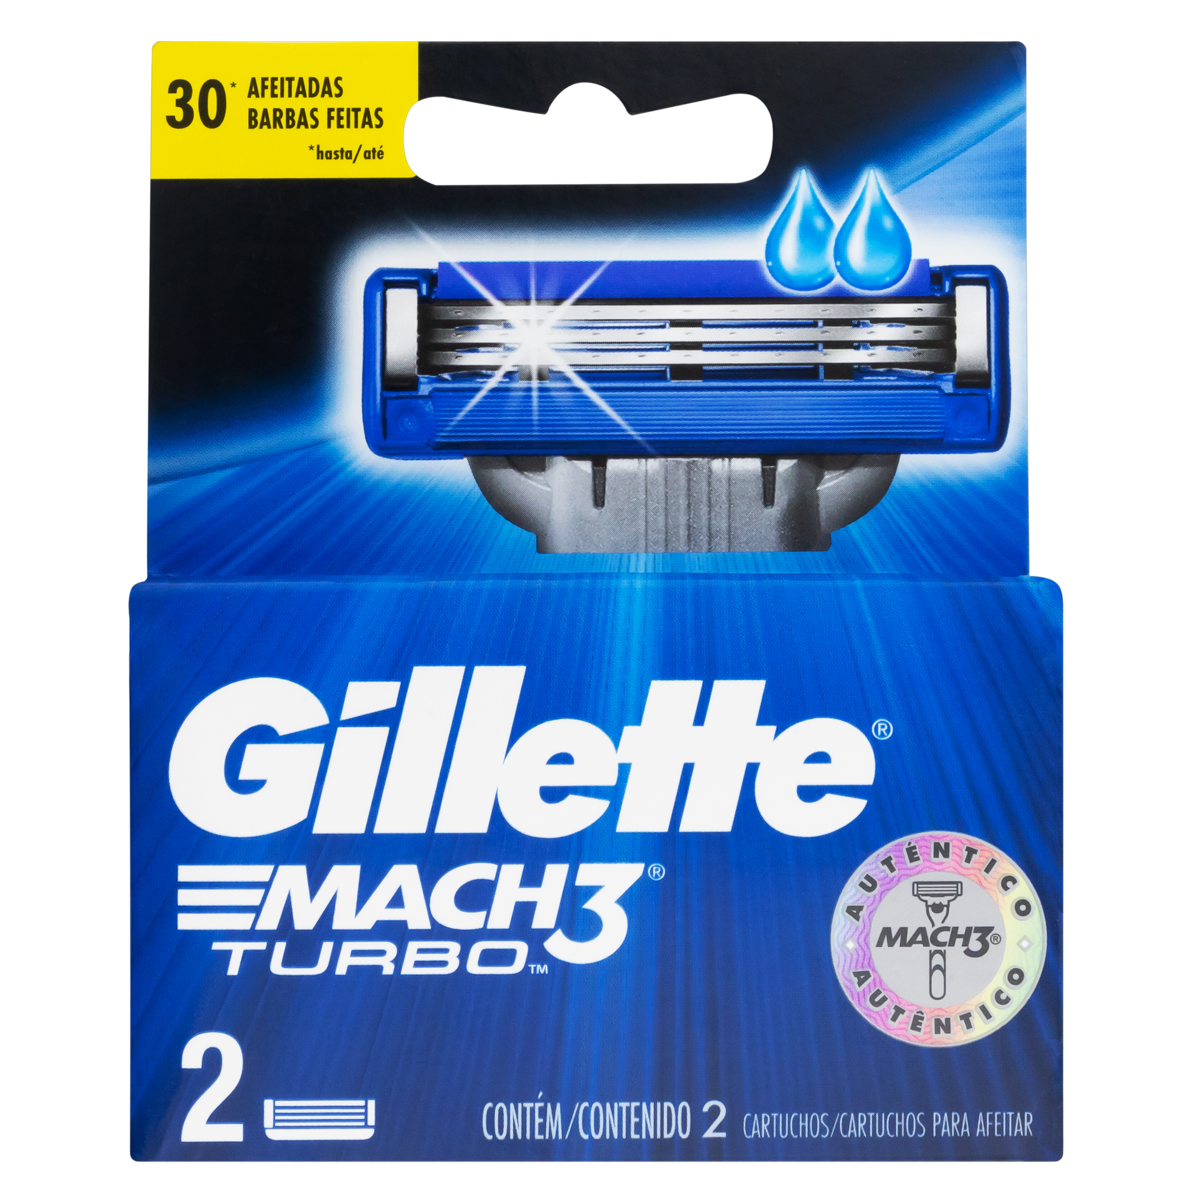 30* AFEITADAS
BARBAS FEITAS
*hasta/até
Gillette®
MACH3®
TURBO™
AUTÉNTICO
MACH3®
AUTÊNTICO
2
CONTÉM/CONTENIDO 2 CARTUCHOS/CARTUCHOS PARA AFEITAR